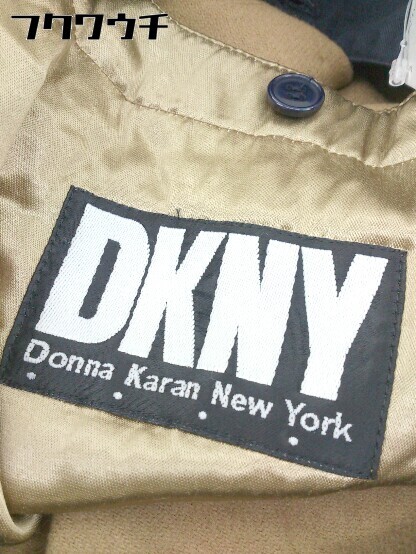 フクワウチ
DKNY
Donna Karan New York